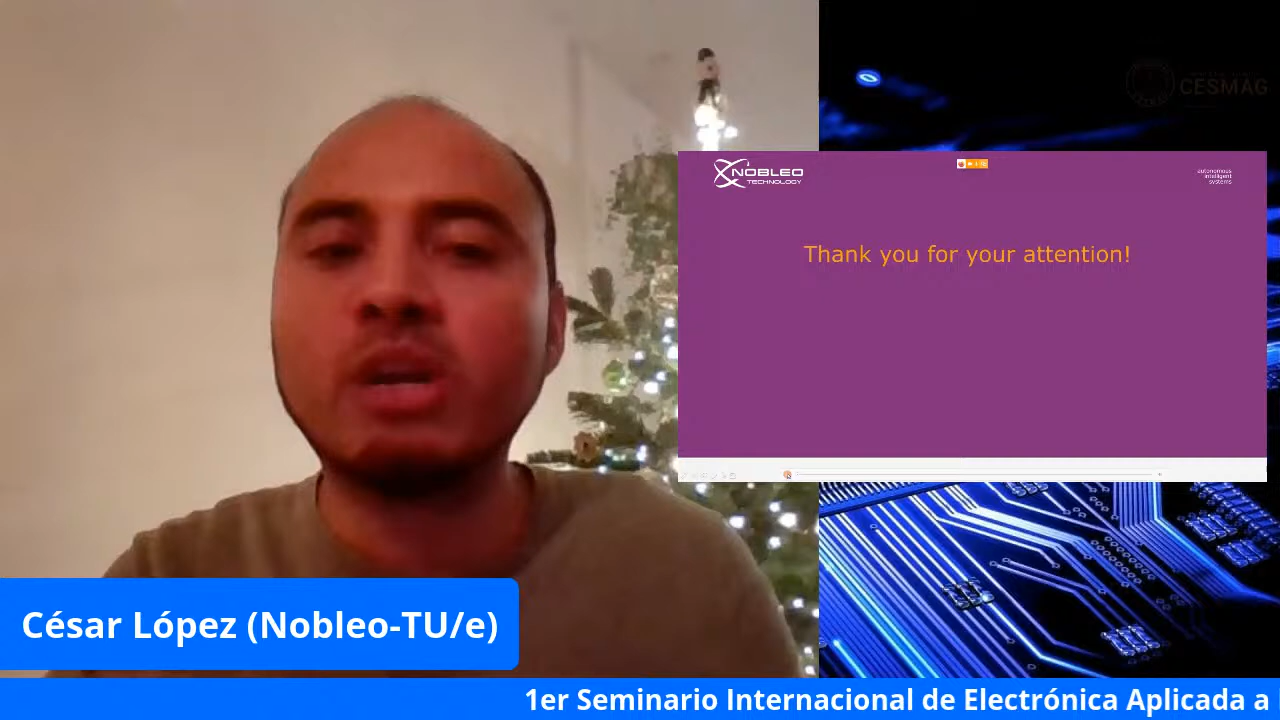 CESMAG
NOBLEO
TECHNOLOGY
autonomous
intelligent
systems
Thank you for your attention!
César López (Nobleo-TU/e)
1er Seminario Internacional de Electrónica Aplicada a